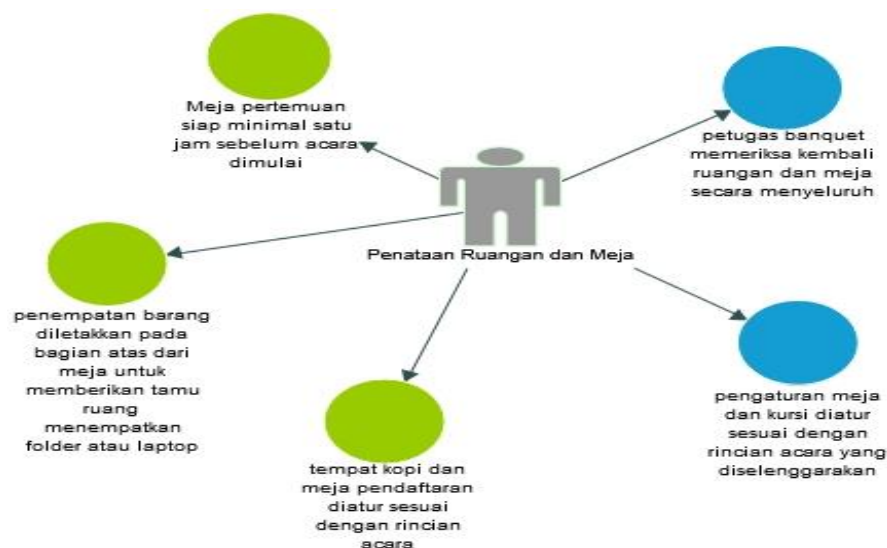 Meja pertemuan
siap minimal satu
jam sebelum acara
dimulai
petugas banquet
memeriksa kembali
ruangan dan meja
secara menyeluruh
Penataan Ruangan dan Meja
penempatan barang
diletakkan pada
bagian atas dari
meja untuk
memberikan tamu
ruang
menempatkan
folder atau laptop
tempat kopi dan
meja pendaftaran
diatur sesuai
dengan rincian
acara
pengaturan meja
dan kursi diatur
sesuai dengan
rincian acara yang
diselenggarakan